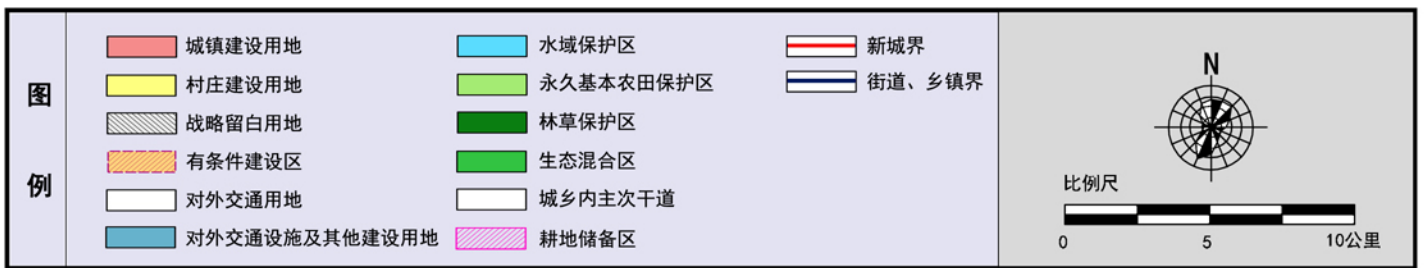 图例
城镇建设用地
村庄建设用地
战略留白用地
有条件建设区
对外交通用地
对外交通设施及其他建设用地
水域保护区
永久基本农田保护区
林草保护区
生态混合区
城乡内主次干道
耕地储备区
新城界
街道、乡镇界
N
比例尺
0 5 10公里